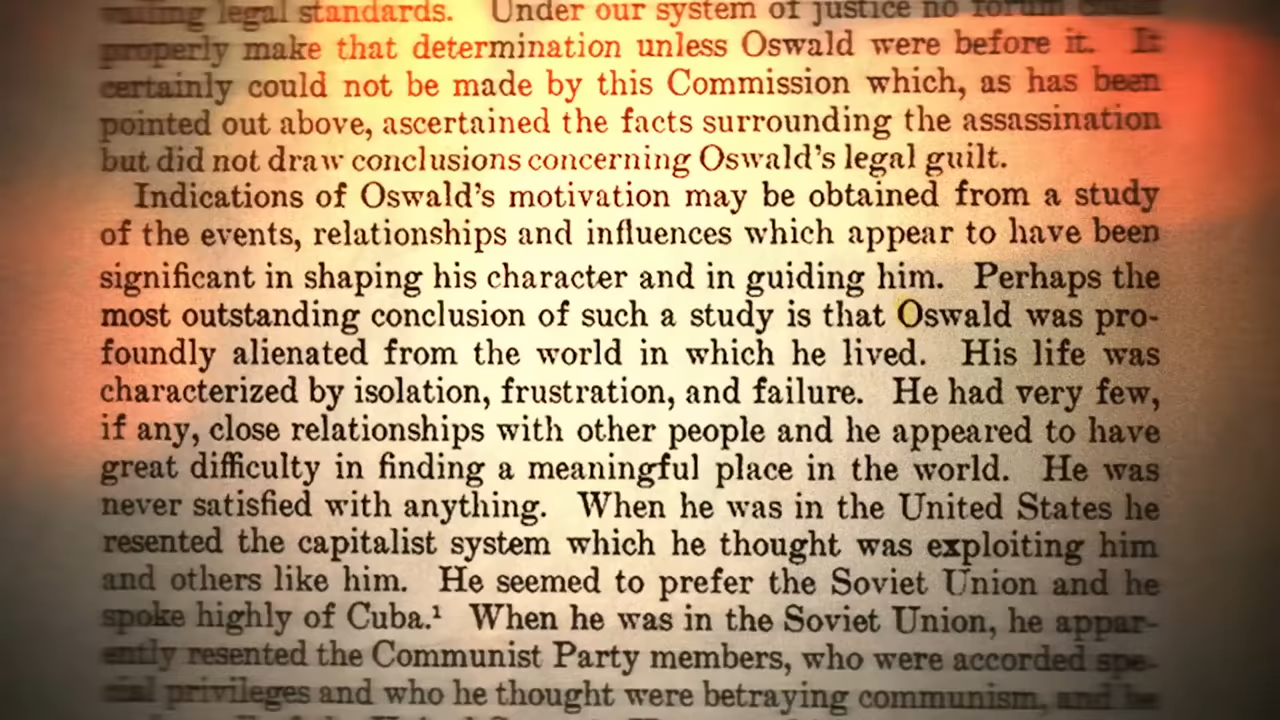 legal standards. Under our system of justice no forum could
properly make that determination unless Oswald were before it. It
certainly could not be made by this Commission which, as has been
pointed out above, ascertained the facts surrounding the assassination
but did not draw conclusions concerning Oswald's legal guilt.
Indications of Oswald's motivation may be obtained from a study
of the events, relationships and influences which appear to have been
significant in shaping his character and in guiding him. Perhaps the
most outstanding conclusion of such a study is that Oswald was pro-
foundly alienated from the world in which he lived. His life was
characterized by isolation, frustration, and failure. He had very few,
if any, close relationships with other people and he appeared to have
great difficulty in finding a meaningful place in the world. He was
never satisfied with anything. When he was in the United States he
resented the capitalist system which he thought was exploiting him
and others like him. He seemed to prefer the Soviet Union and he
spoke highly of Cuba.¹ When he was in the Soviet Union, he appar-
ently resented the Communist Party members, who were accorded spe-
cial privileges and who he thought were betraying communism, and he